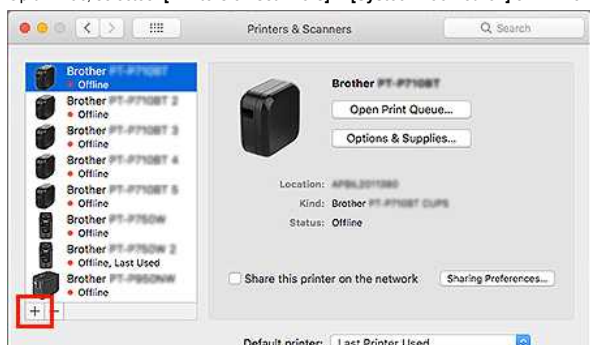 Printers & Scanners
Search
Brother
Offline
Brother
Offline
Brother
Offline
Brother
Offline
Brother
Offline
Brother
Offline
Brother
Offline, Last Used
Brother
Offline
+ -
Brother
Open Print Queue...
Options & Supplies...
Location:
Kind: Brother
Status: Offline
Share this printer on the network
Sharing Preferences...
Default printer: Last Printer Used